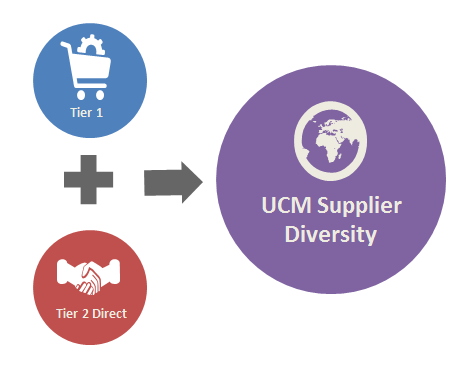 Tier 1
UCM Supplier
Diversity
Tier 2 Direct